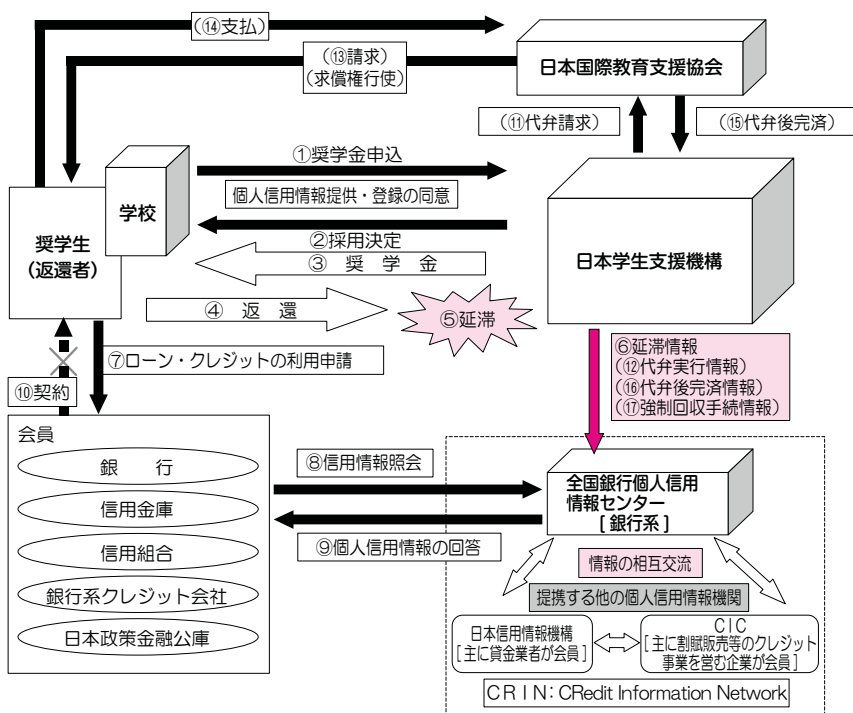 （⑭支払）
（⑬請求）
（求償権行使）
日本国際教育支援協会
（⑪代弁請求）
（⑮代弁後完済）
①奨学金申込
個人信用情報提供・登録の同意
学校
奨学生
（返還者）
②採用決定
③ 奨 学 金
④ 返 還
⑤延滞
日本学生支援機構
⑥延滞情報
（⑫代弁実行情報）
（⑯代弁後完済情報）
（⑰強制回収手続情報）
⑦ローン・クレジットの利用申請
⑩契約
会員
銀 行
信用金庫
信用組合
銀行系クレジット会社
日本政策金融公庫
⑧信用情報照会
⑨個人信用情報の回答
全国銀行個人信用
情報センター
［銀行系］
情報の相互交流
提携する他の個人信用情報機関
日本信用情報機構
［主に貸金業者が会員］
CIC
［主に割賦販売等のクレジット
事業を営む企業が会員］
CRIN：CRedit Information Network